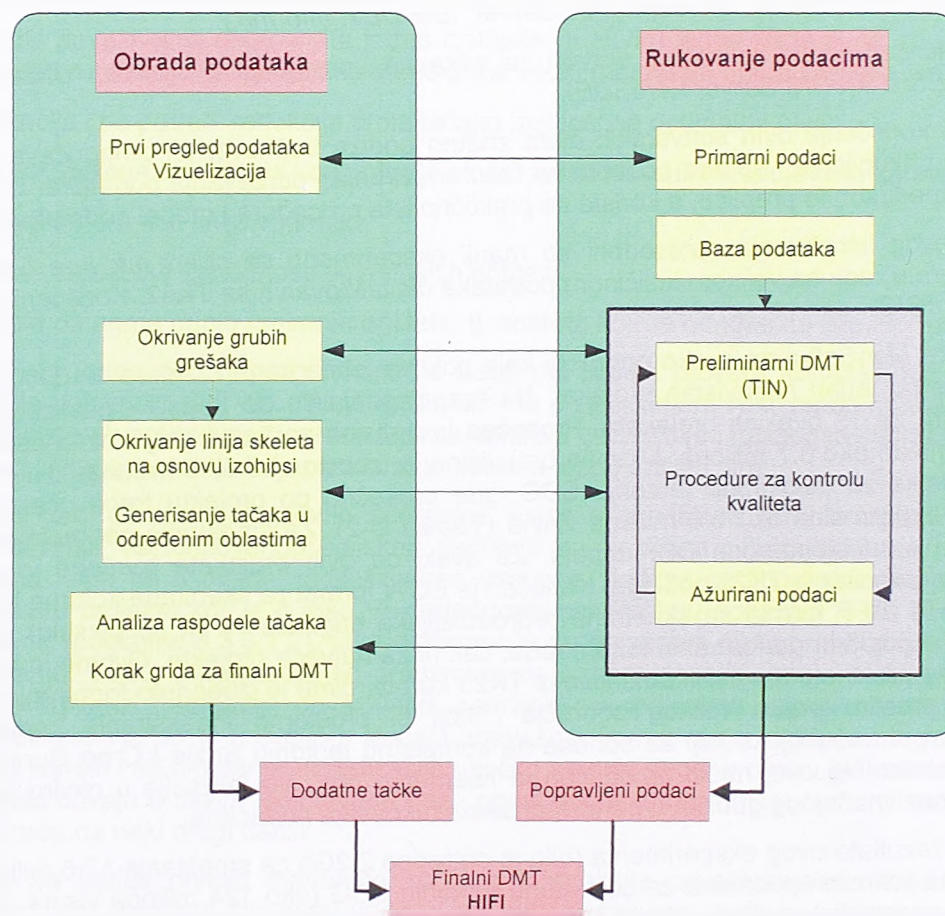 Obrada podataka
Prvi pregled podataka
Vizuelizacija
Okrivanje grubih
grešaka
Okrivanje linija skeleta
na osnovu izohipsi
Generisanje tačaka u
određenim oblastima
Analiza raspodele tačaka
Korak grida za finalni DMT
Rukovanje podacima
Primarni podaci
Baza podataka
Preliminarni DMT
(TIN)
Procedure za kontrolu
kvaliteta
Ažurirani podaci
Dodatne tačke
Popravljeni podaci
Finalni DMT
HIFI